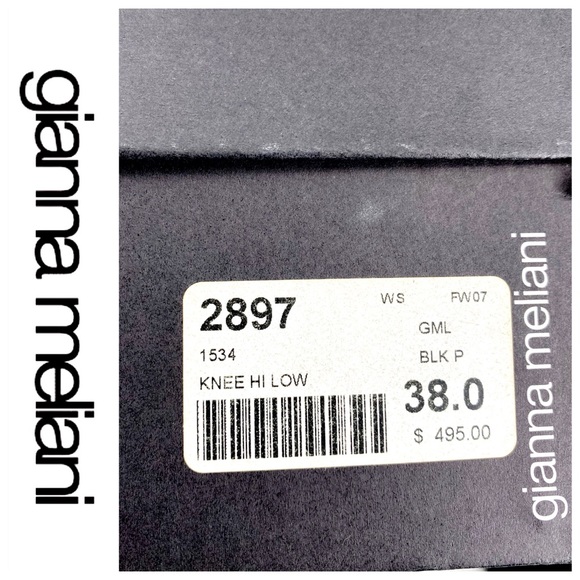 gianna meliani
2897
WS FW07
GML
1534
BLK P
KNEE HI LOW
38.0
$ 495.00
gianna meliani